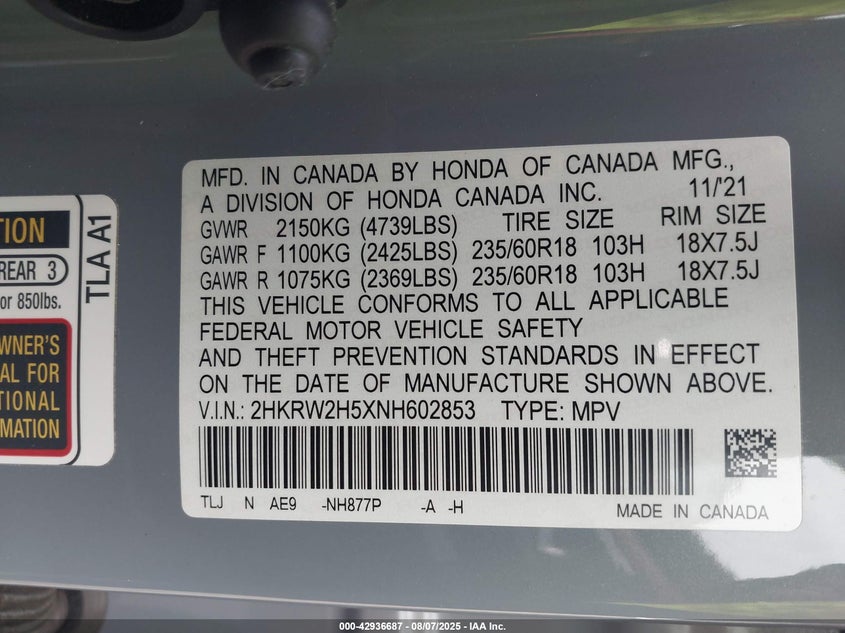 TION
REAR 3
or 850lbs.
WNER'S
AL FOR
TIONAL
MATION
TLA A1
MFD. IN CANADA BY HONDA OF CANADA MFG.,
A DIVISION OF HONDA CANADA INC. 11/'21
GVWR 2150KG (4739LBS) TIRE SIZE RIM SIZE
GAWR F 1100KG (2425LBS) 235/60R18 103H 18X7.5J
GAWR R 1075KG (2369LBS) 235/60R18 103H 18X7.5J
THIS VEHICLE CONFORMS TO ALL APPLICABLE
FEDERAL MOTOR VEHICLE SAFETY
AND THEFT PREVENTION STANDARDS IN EFFECT
ON THE DATE OF MANUFACTURE SHOWN ABOVE.
V.I.N.: 2HKRW2H5XNH602853 TYPE: MPV
TLJ N AE9 -NH877P -A -H MADE IN CANADA
000-42936687 - 08/07/2025 - IAA Inc.